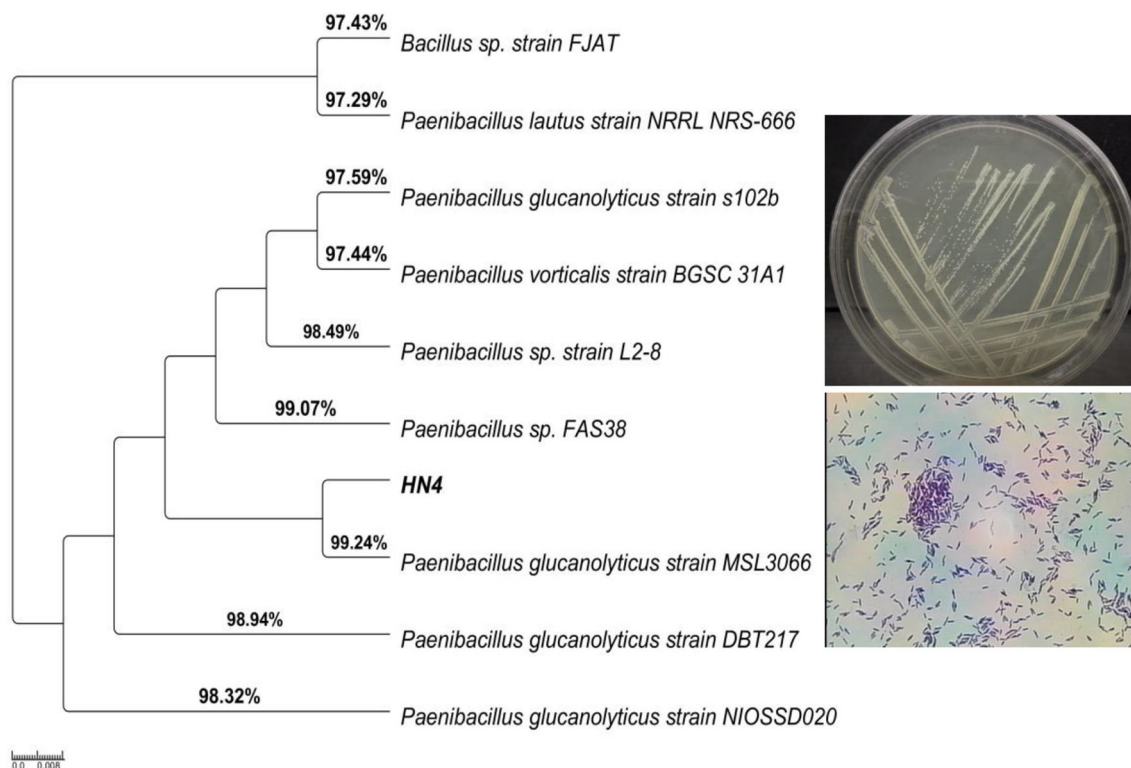 97.43%
Bacillus sp. strain FJAT
97.29%
Paenibacillus lautus strain NRRL NRS-666
97.59%
Paenibacillus glucanolyticus strain s102b
97.44%
Paenibacillus vorticalis strain BGSC 31A1
98.49%
Paenibacillus sp. strain L2-8
99.07%
Paenibacillus sp. FAS38
HN4
99.24%
Paenibacillus glucanolyticus strain MSL3066
98.94%
Paenibacillus glucanolyticus strain DBT217
98.32%
Paenibacillus glucanolyticus strain NIOSSD020
0.0 0.008